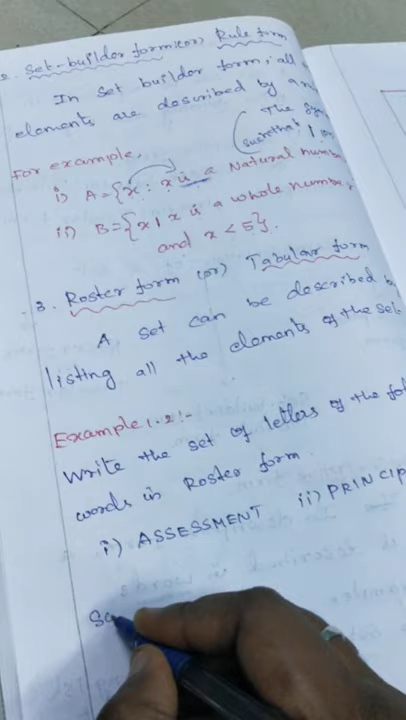 2. Set-builder form (or) Rule form
In set builder form, all
elements are described by a
The sym
such that |
For example,
i) A = {x : x is a Natural numb
ii) B = {x | x is a whole number
and x < 5}.
3. Roster form (or) Tabular form
A set can be described b
listing all the elements of the set.
Example 1.2 :-
Write the set of letters of the fol
words in Roster form
i) ASSESSMENT ii) PRINCIP
So